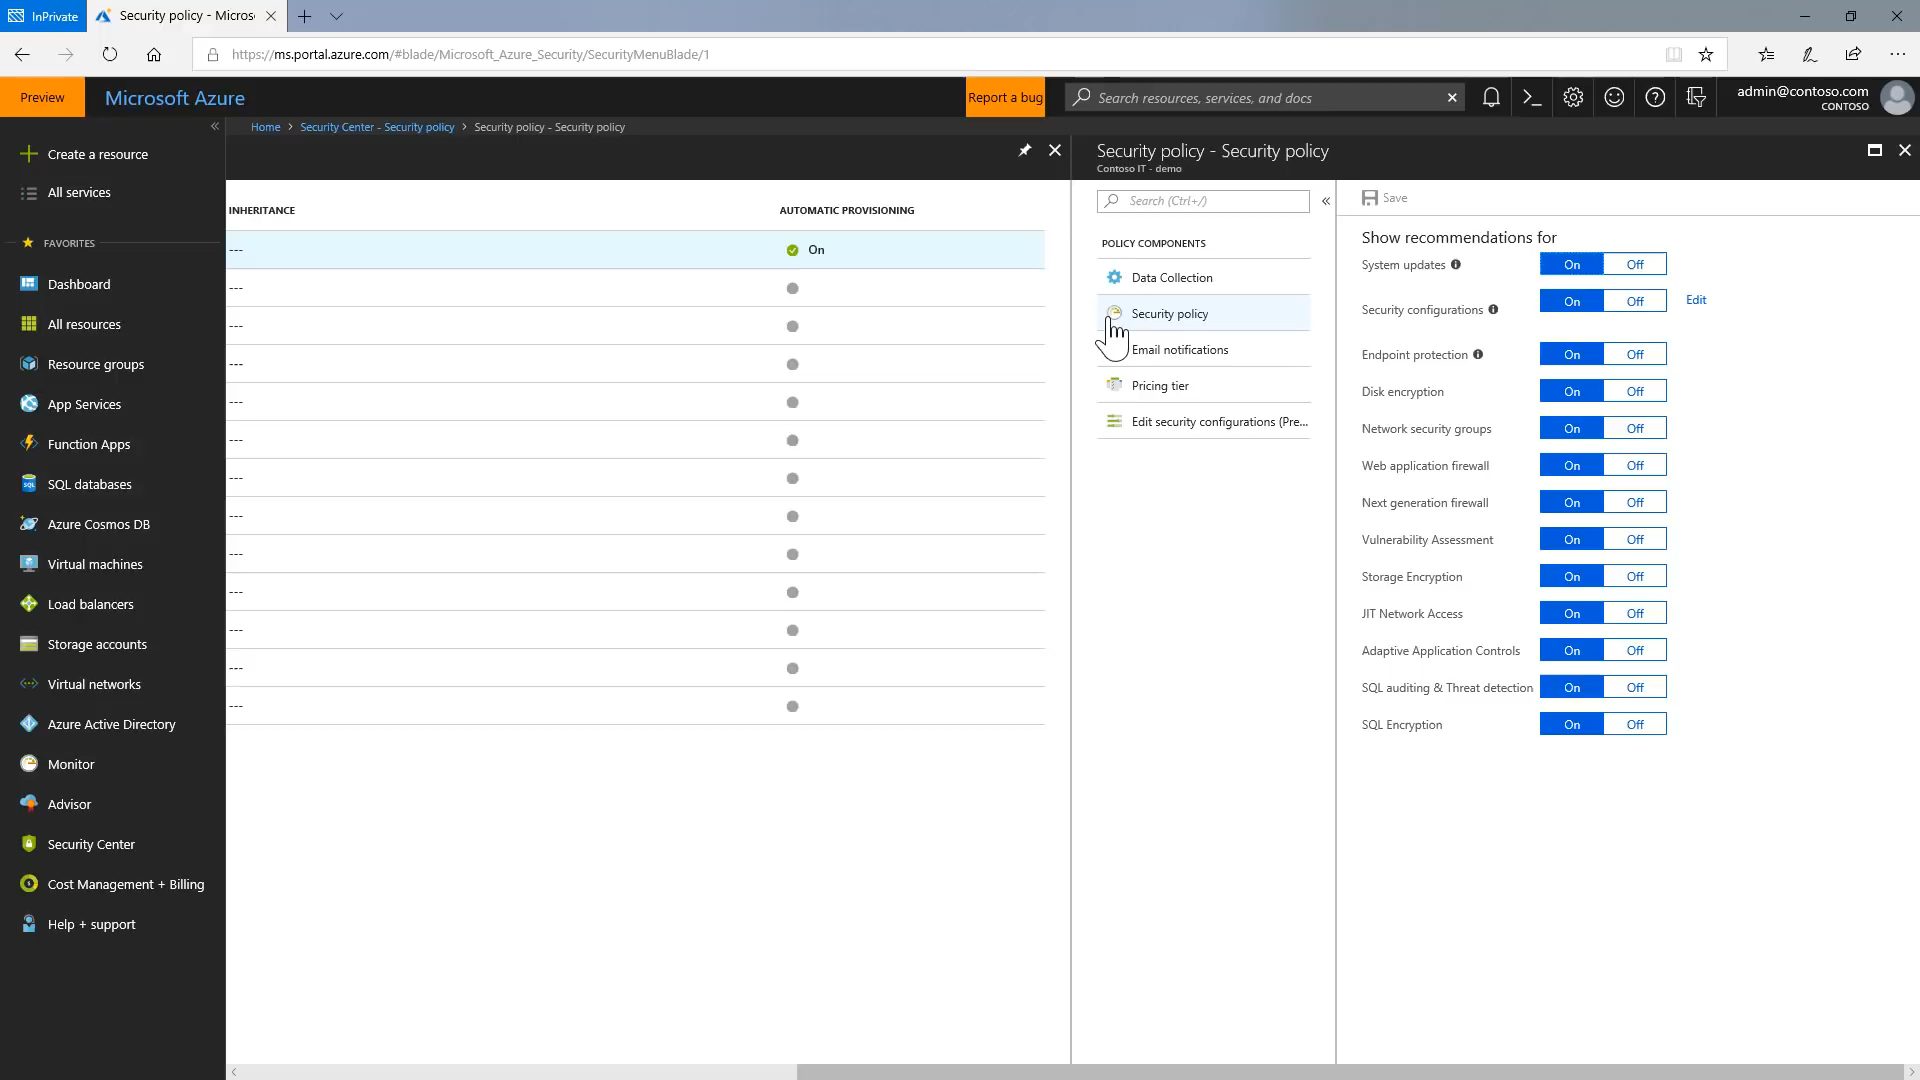 InPrivate
Security policy - Micros
https://ms.portal.azure.com/#blade/Microsoft_Azure_Security/SecurityMenuBlade/1
Preview
Microsoft Azure
Report a bug
Search resources, services, and docs
admin@contoso.com
CONTOSO
Home > Security Center - Security policy > Security policy - Security policy
Create a resource
All services
FAVORITES
Dashboard
All resources
Resource groups
App Services
Function Apps
SQL databases
Azure Cosmos DB
Virtual machines
Load balancers
Storage accounts
Virtual networks
Azure Active Directory
Monitor
Advisor
Security Center
Cost Management + Billing
Help + support
INHERITANCE AUTOMATIC PROVISIONING
--- On
---
---
---
---
---
---
---
---
---
---
---
---
Security policy - Security policy
Contoso IT - demo
Search (Ctrl+/)
POLICY COMPONENTS
Data Collection
Security policy
Email notifications
Pricing tier
Edit security configurations (Pre...
Save
Show recommendations for
System updates On Off
Security configurations On Off Edit
Endpoint protection On Off
Disk encryption On Off
Network security groups On Off
Web application firewall On Off
Next generation firewall On Off
Vulnerability Assessment On Off
Storage Encryption On Off
JIT Network Access On Off
Adaptive Application Controls On Off
SQL auditing & Threat detection On Off
SQL Encryption On Off